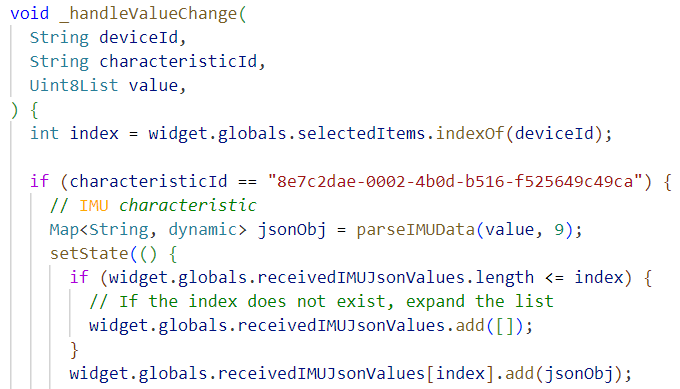 void _handleValueChange(
  String deviceId,
  String characteristicId,
  Uint8List value,
) {
  int index = widget.globals.selectedItems.indexOf(deviceId);

  if (characteristicId == "8e7c2dae-0002-4b0d-b516-f525649c49ca") {
    // IMU characteristic
    Map<String, dynamic> jsonObj = parseIMUData(value, 9);
    setState(() {
      if (widget.globals.receivedIMUJsonValues.length <= index) {
        // If the index does not exist, expand the list
        widget.globals.receivedIMUJsonValues.add([]);
      }
      widget.globals.receivedIMUJsonValues[index].add(jsonObj);